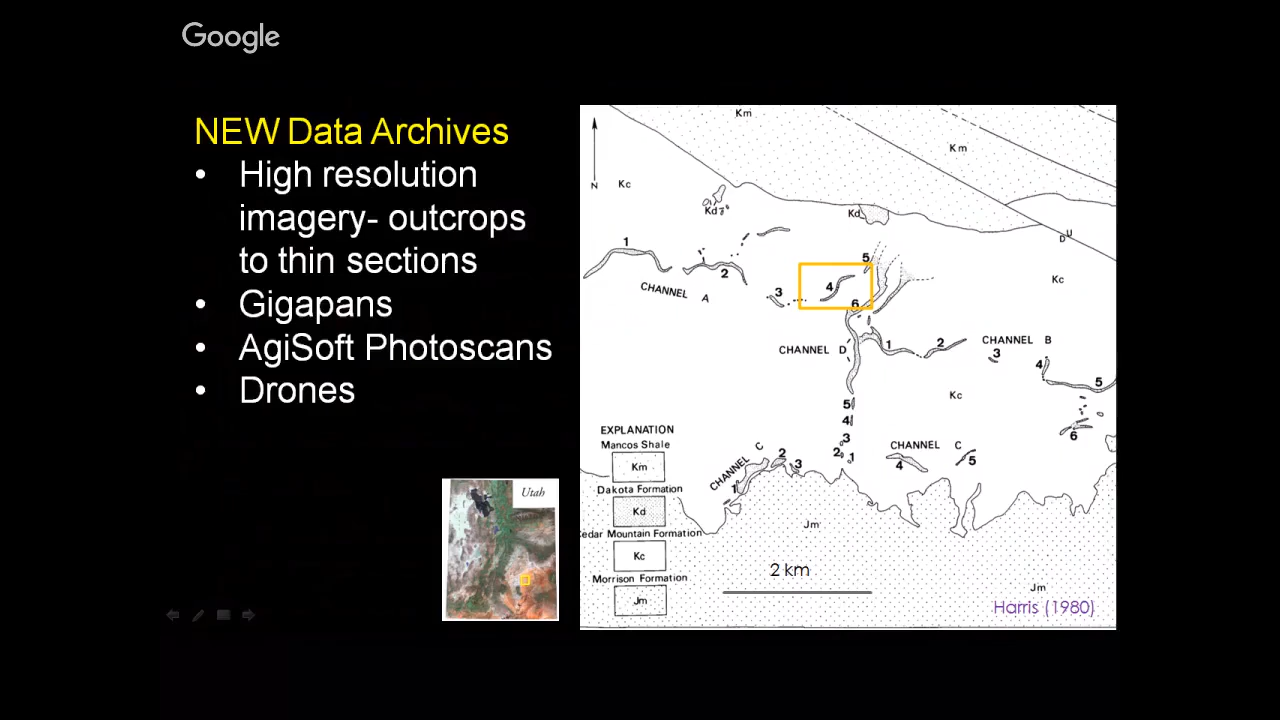 Google
NEW Data Archives
• High resolution
imagery- outcrops
to thin sections
• Gigapans
• AgiSoft Photoscans
• Drones
Utah
Km
Km
N
Kc
Kd
Kd
U
D
Kc
1
2
3
4
5
6
CHANNEL A
CHANNEL D
1
2
CHANNEL B
3
4
5
6
Kc
5
4
3
2
1
CHANNEL C
1
2
3
CHANNEL C
4
5
EXPLANATION
Mancos Shale
Km
Dakota Formation
Kd
edar Mountain Formation
Kc
Morrison Formation
Jm
Jm
2 km
Jm
Harris (1980)